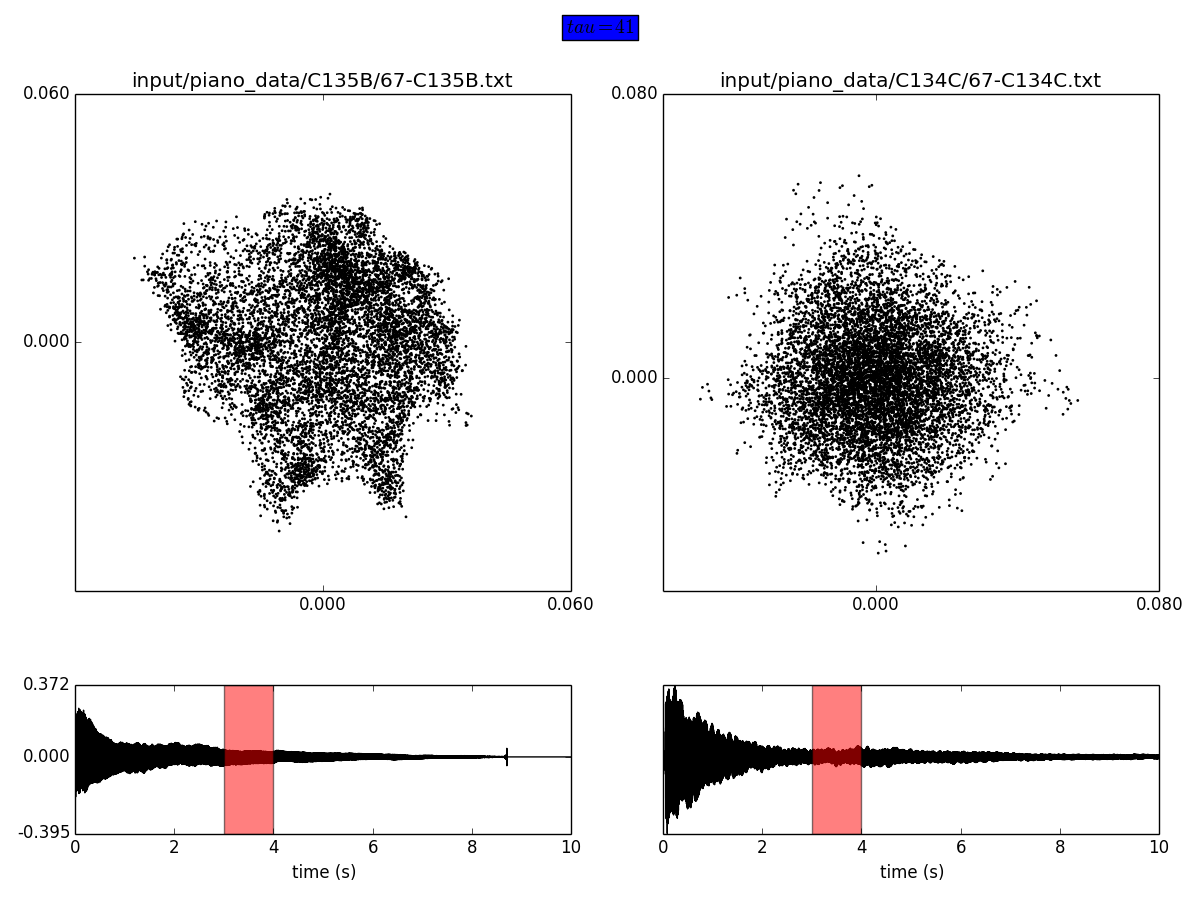 tau = 41
input/piano_data/C135B/67-C135B.txt
input/piano_data/C134C/67-C134C.txt
0.060
0.000
0.000
0.060
0.080
0.000
0.000
0.080
0.372
0.000
-0.395
0 2 4 6 8 10
time (s)
0 2 4 6 8 10
time (s)